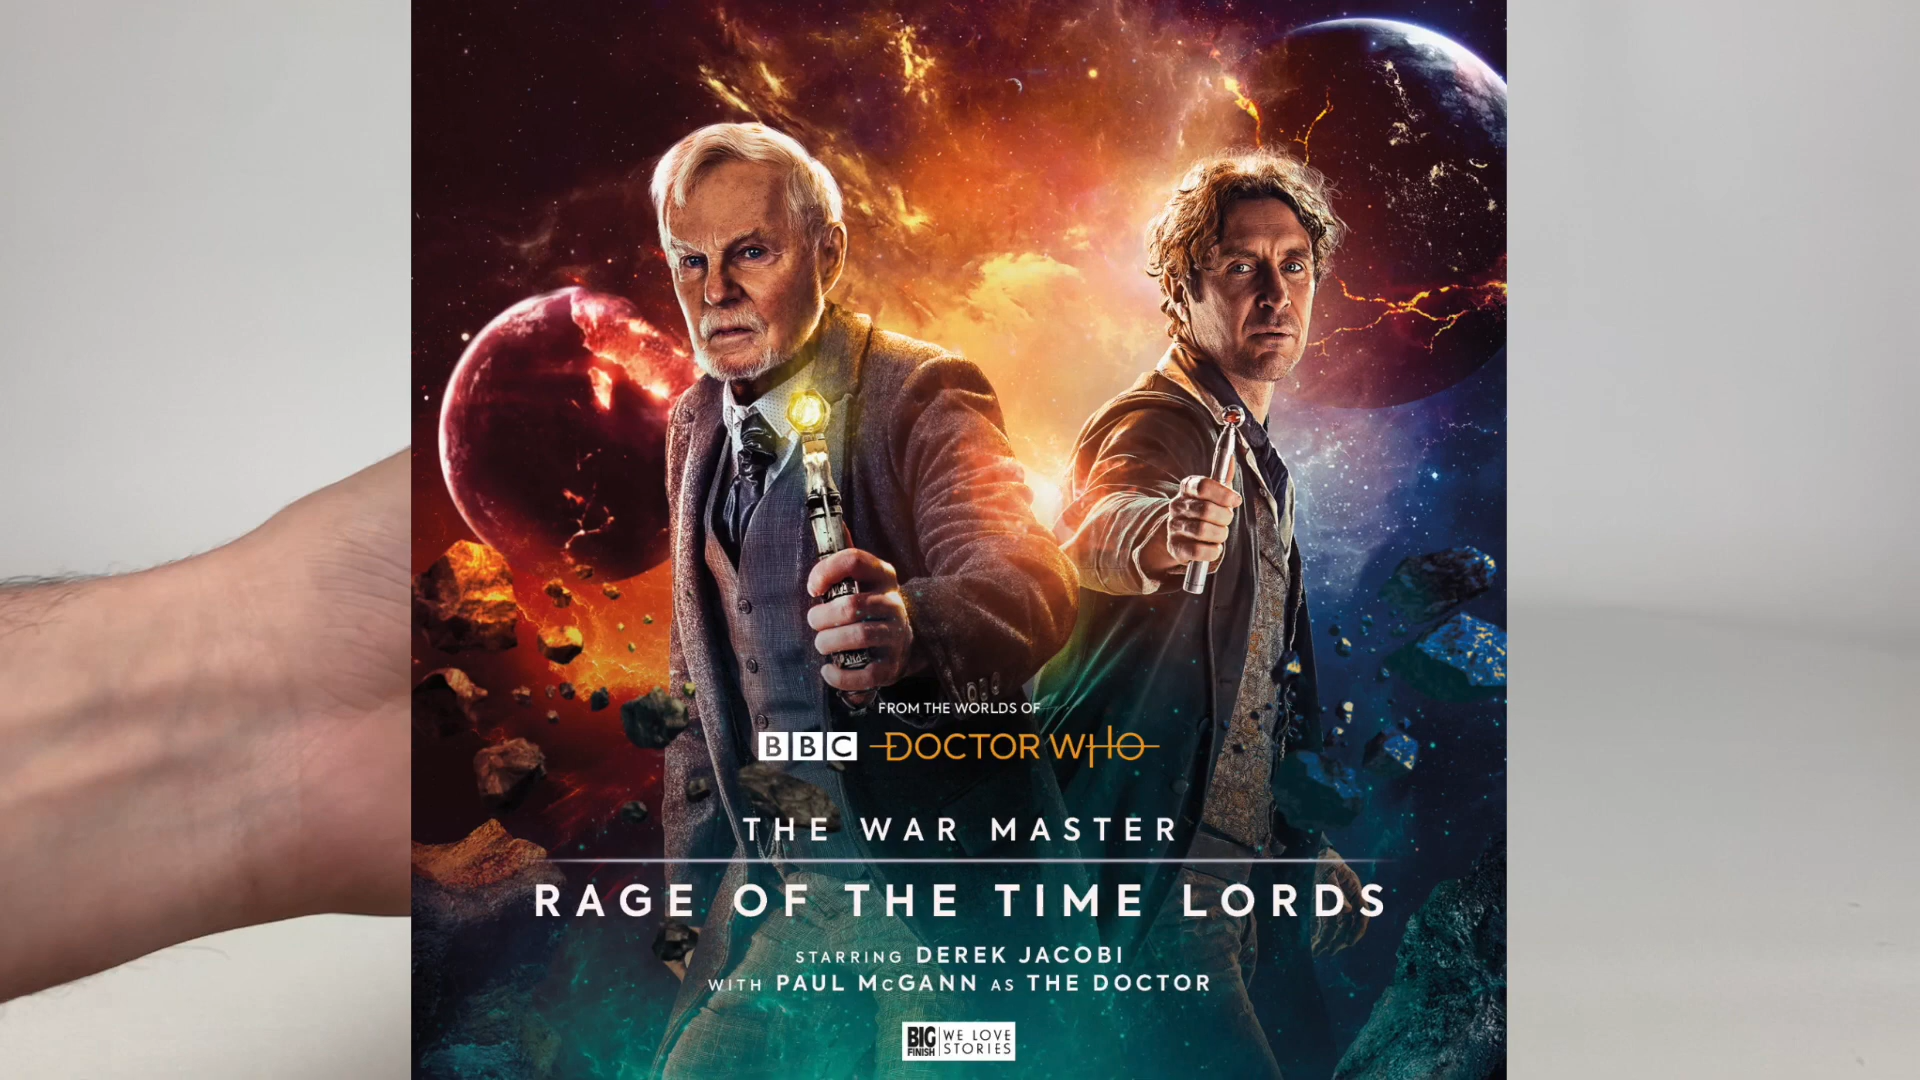 FROM THE WORLDS OF
BBC DOCTOR WHO
THE WAR MASTER
RAGE OF THE TIME LORDS
STARRING DEREK JACOBI
WITH PAUL McGANN AS THE DOCTOR
BIG FINISH WE LOVE STORIES